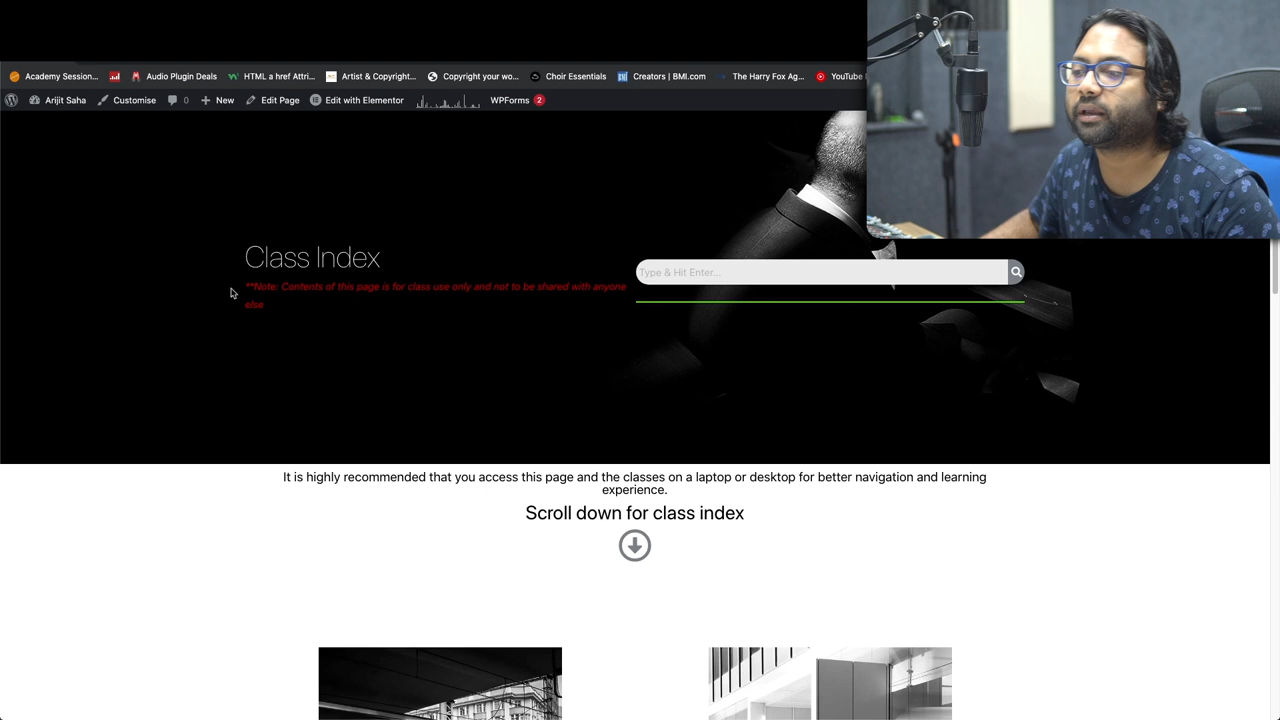 Academy Session...
Audio Plugin Deals
HTML a href Attri...
Artist & Copyright...
Copyright your wo...
Choir Essentials
Creators | BMI.com
The Harry Fox Ag...
YouTube
Arijit Saha
Customise
0
New
Edit Page
Edit with Elementor
WPForms
2
Class Index
**Note: Contents of this page is for class use only and not to be shared with anyone
else
Type & Hit Enter...
It is highly recommended that you access this page and the classes on a laptop or desktop for better navigation and learning
experience.
Scroll down for class index